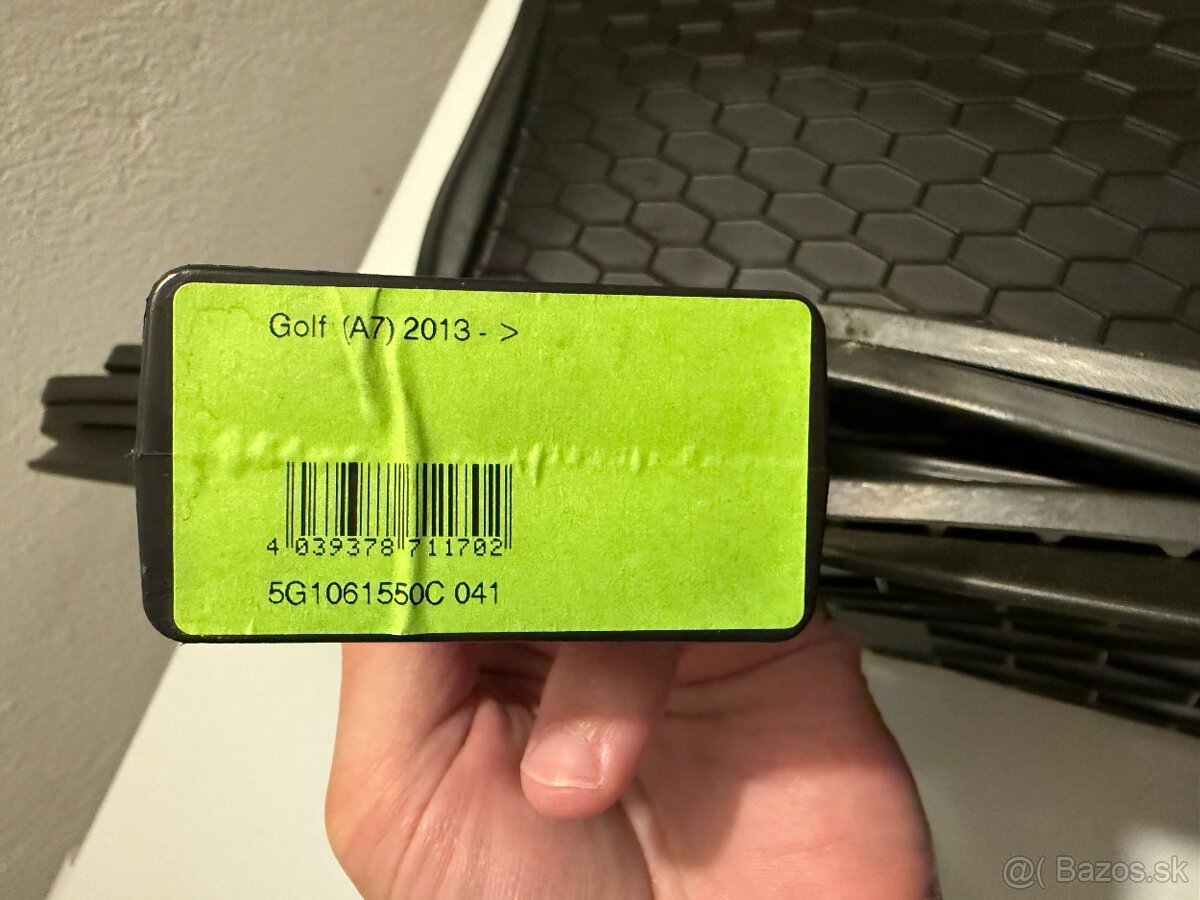 Golf (A7) 2013 - >
4 039378 711702
5G1061550C 041
@( Bazos.sk